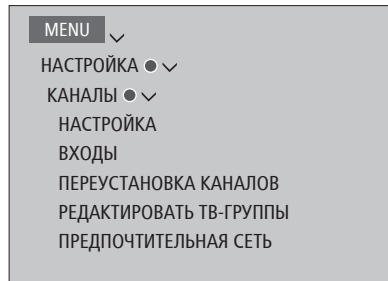 MENU
НАСТРОЙКА
КАНАЛЫ
НАСТРОЙКА
ВХОДЫ
ПЕРЕУСТАНОВКА КАНАЛОВ
РЕДАКТИРОВАТЬ ТВ-ГРУППЫ
ПРЕДПОЧТИТЕЛЬНАЯ СЕТЬ